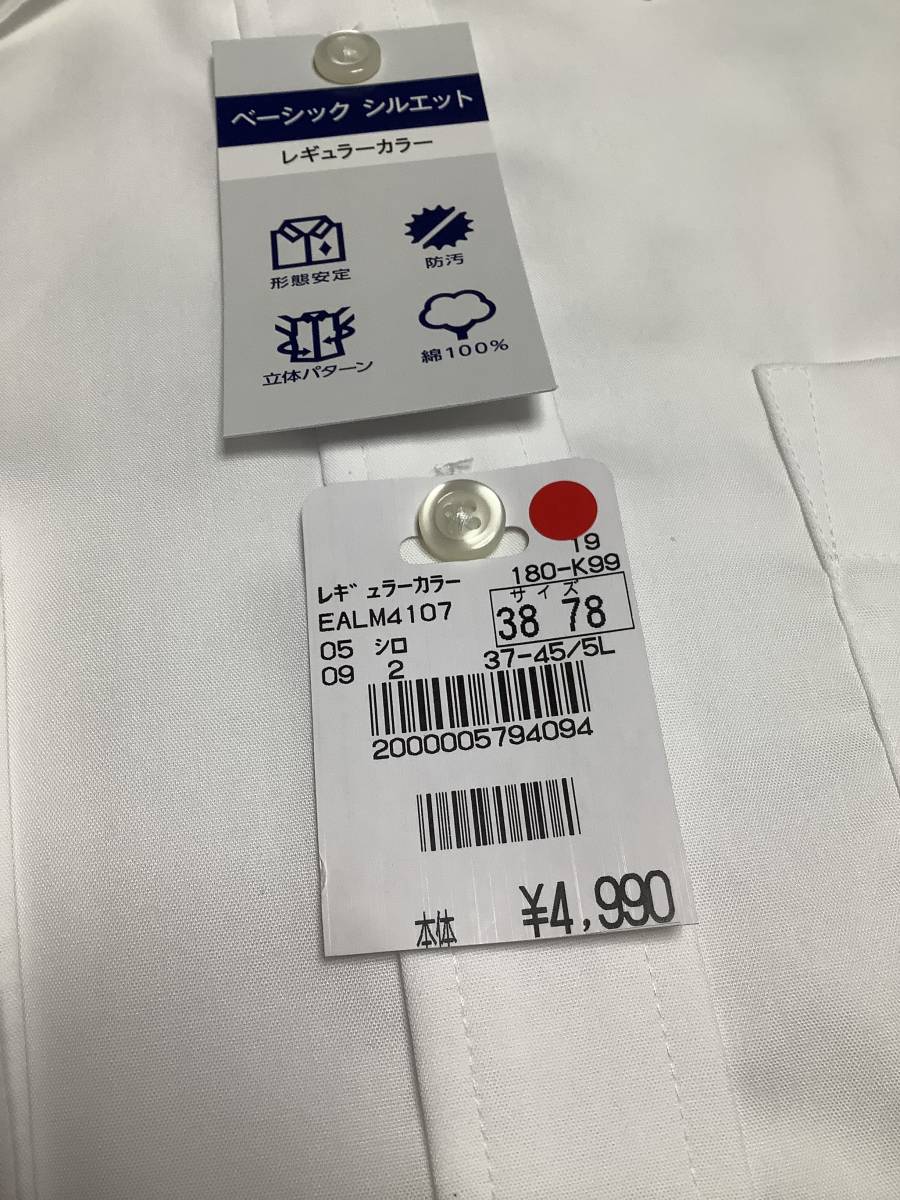 ベーシック シルエット
レギュラーカラー
形態安定
防汚
立体パターン
綿100%
19
180-K99
レギュラーカラー
サイズ
EALM4107
38 78
05 シロ
09 2
37-45/5L
2000005794094
本体 ¥4,990